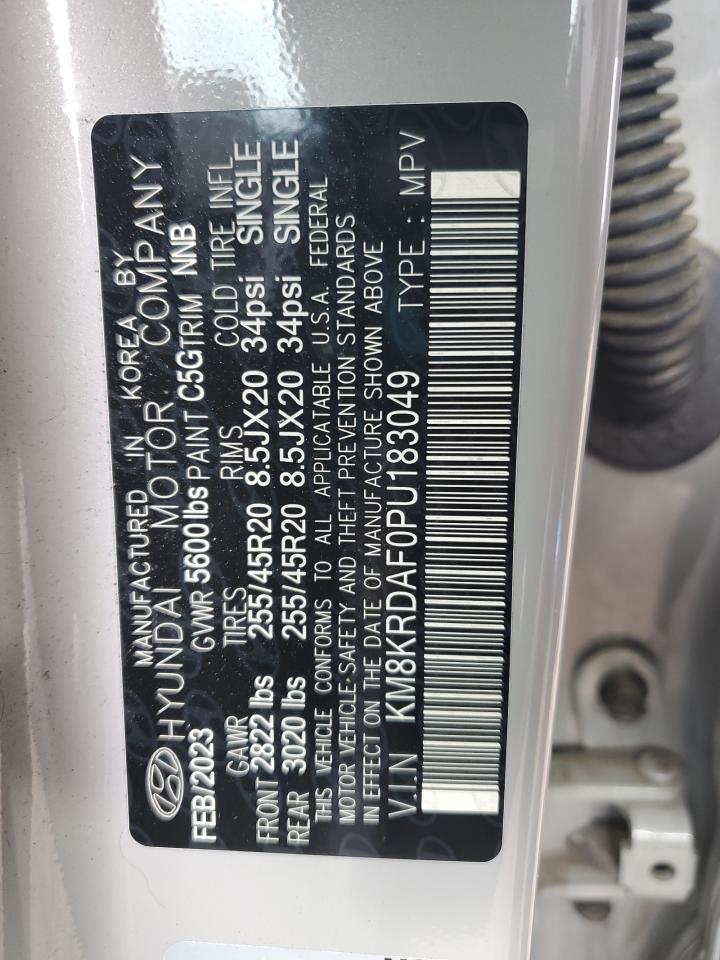 MANUFACTURED IN KOREA BY
HYUNDAI MOTOR COMPANY
FEB/2023 GVWR 5600lbs PAINT C5G TRIM NNB
GAWR TIRES RIMS COLD TIRE INFL
FRONT 2822 lbs 255/45R20 8.5JX20 34psi SINGLE
REAR 3020 lbs 255/45R20 8.5JX20 34psi SINGLE
THIS VEHICLE CONFORMS TO ALL APPLICATABLE U.S.A. FEDERAL
MOTOR VEHICLE-SAFETY AND THEFT PREVENTION STANDARDS
IN EFFECT ON THE DATE OF MANUFACTURE SHOWN ABOVE
V.I.N KM8KRDAF0PU183049 TYPE : MPV